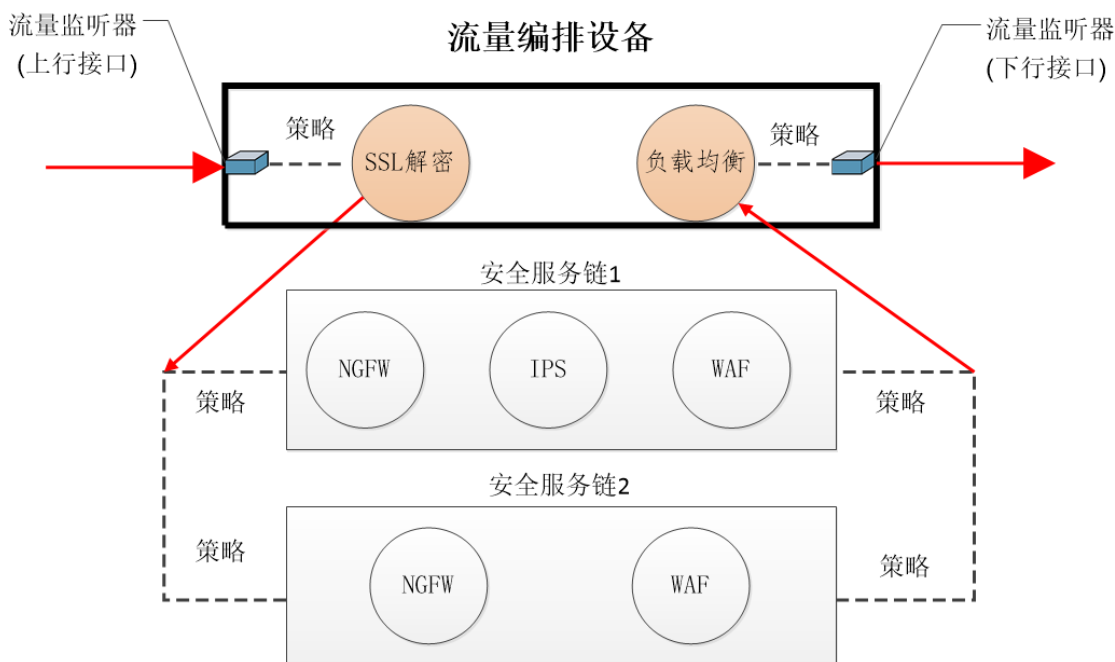 流量编排设备
流量监听器
(上行接口)
流量监听器
(下行接口)
策略
SSL解密
负载均衡
策略
安全服务链1
NGFW
IPS
WAF
策略
策略
安全服务链2
NGFW
WAF
策略
策略